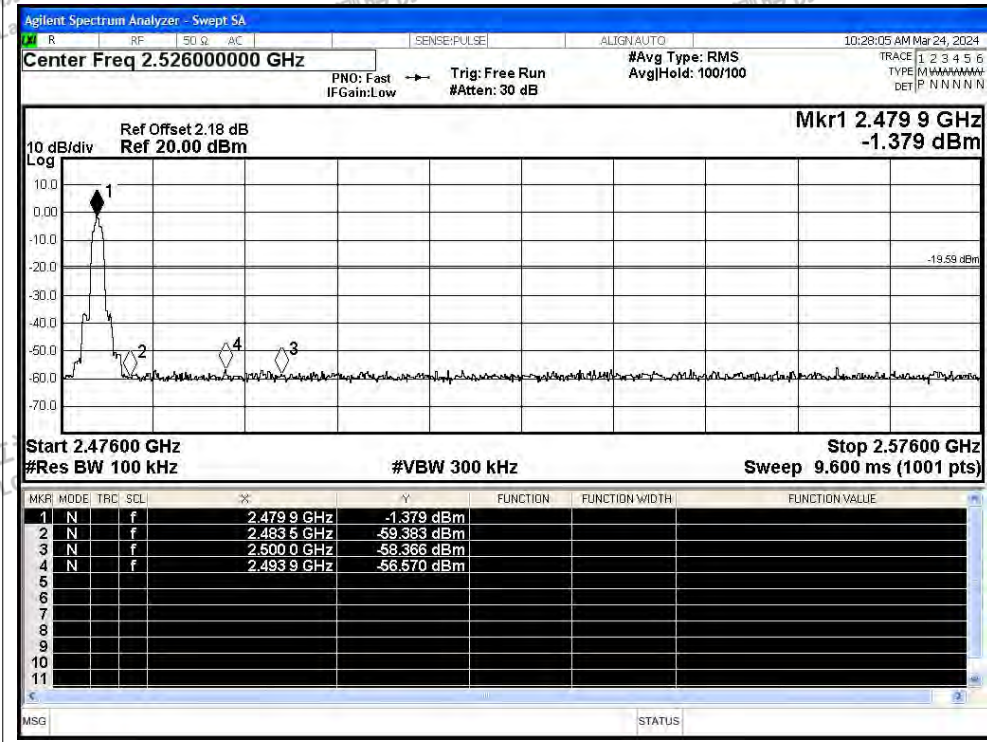 Agilent Spectrum Analyzer - Swept SA
R RF 50 Ω AC SENSE:PULSE ALIGN AUTO 10:28:05 AM Mar 24, 2024
Center Freq 2.526000000 GHz #Avg Type: RMS TRACE 1 2 3 4 5 6
PNO: Fast Trig: Free Run Avg|Hold: 100/100 TYPE M
IFGain:Low #Atten: 30 dB DET P N N N N N
Mkr1 2.479 9 GHz
Ref Offset 2.18 dB
10 dB/div Ref 20.00 dBm -1.379 dBm
Log
10.0
1
0.00
-10.0
-20.0
-19.59 dBm
-30.0
-40.0
-50.0
2 4 3
-60.0
-70.0
Start 2.47600 GHz Stop 2.57600 GHz
#Res BW 100 kHz #VBW 300 kHz Sweep 9.600 ms (1001 pts)
MKR MODE TRC SCL X Y FUNCTION FUNCTION WIDTH FUNCTION VALUE
1 N f 2.479 9 GHz -1.379 dBm
2 N f 2.483 5 GHz -59.383 dBm
3 N f 2.500 0 GHz -58.366 dBm
4 N f 2.493 9 GHz -56.570 dBm
5
6
7
8
9
10
11
MSG STATUS